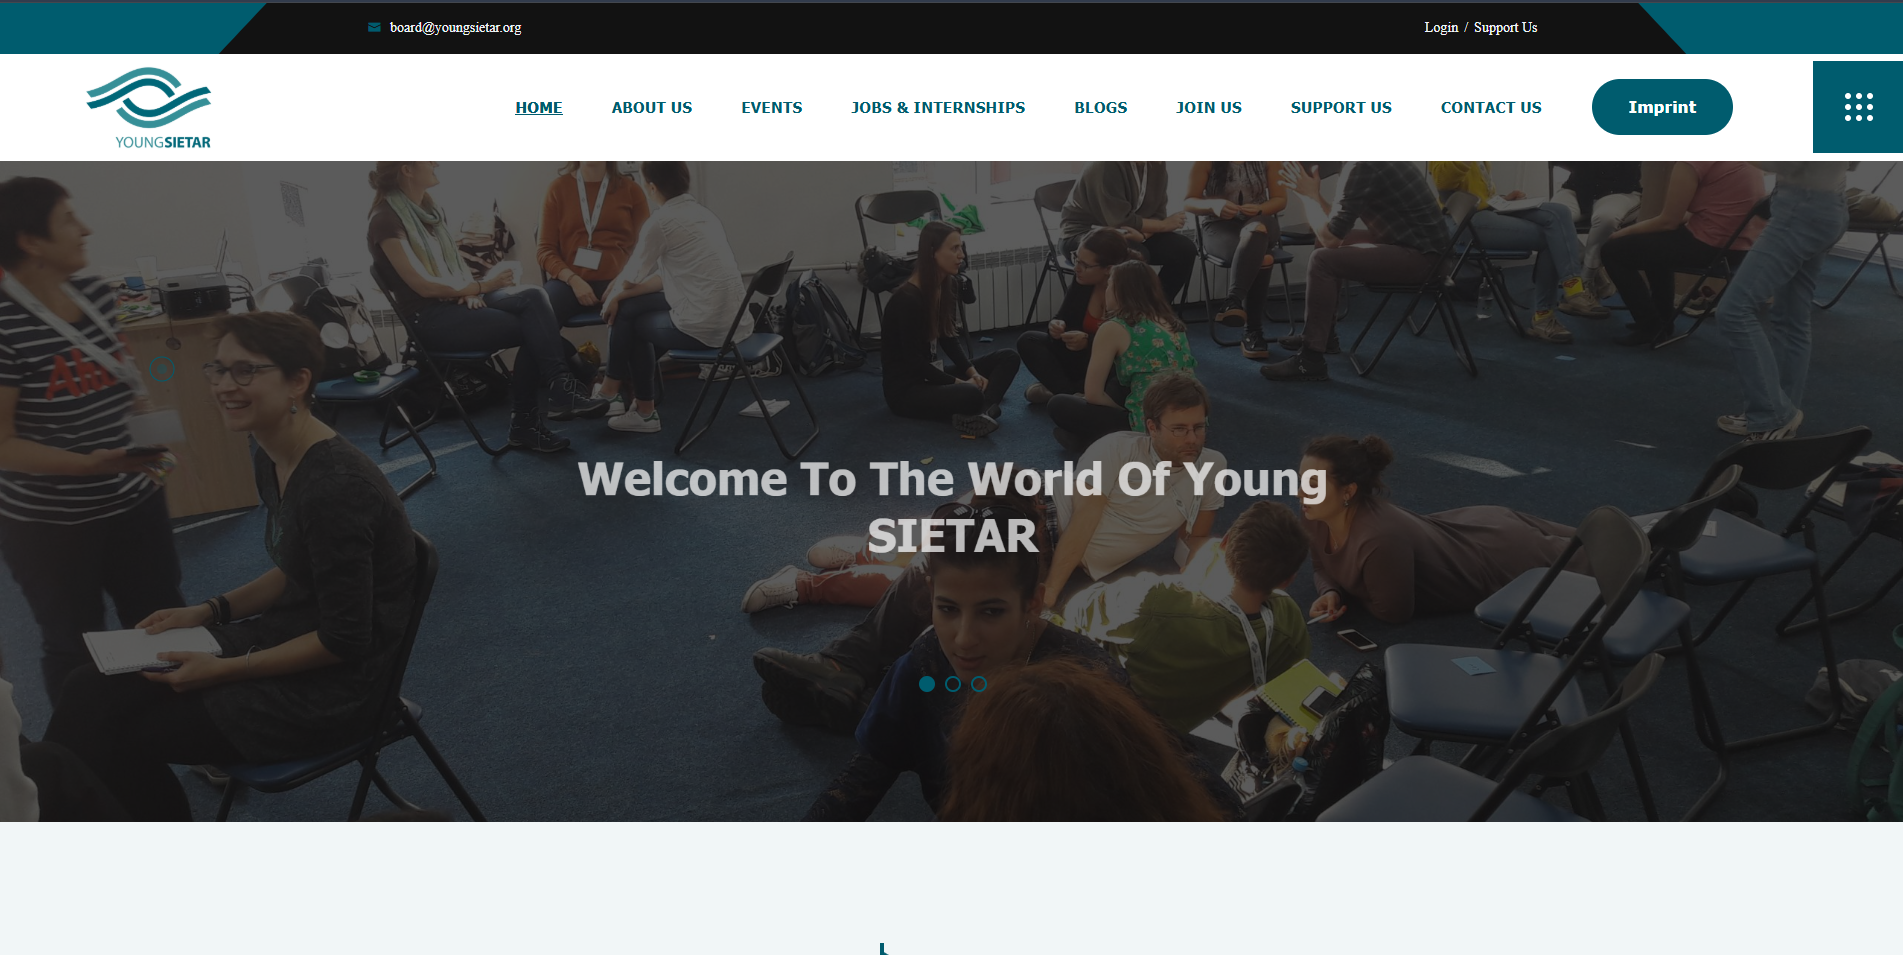 board@youngsietar.org
Login / Support Us
YOUNGSIETAR
HOME
ABOUT US
EVENTS
JOBS & INTERNSHIPS
BLOGS
JOIN US
SUPPORT US
CONTACT US
Imprint
Welcome To The World Of Young
SIETAR